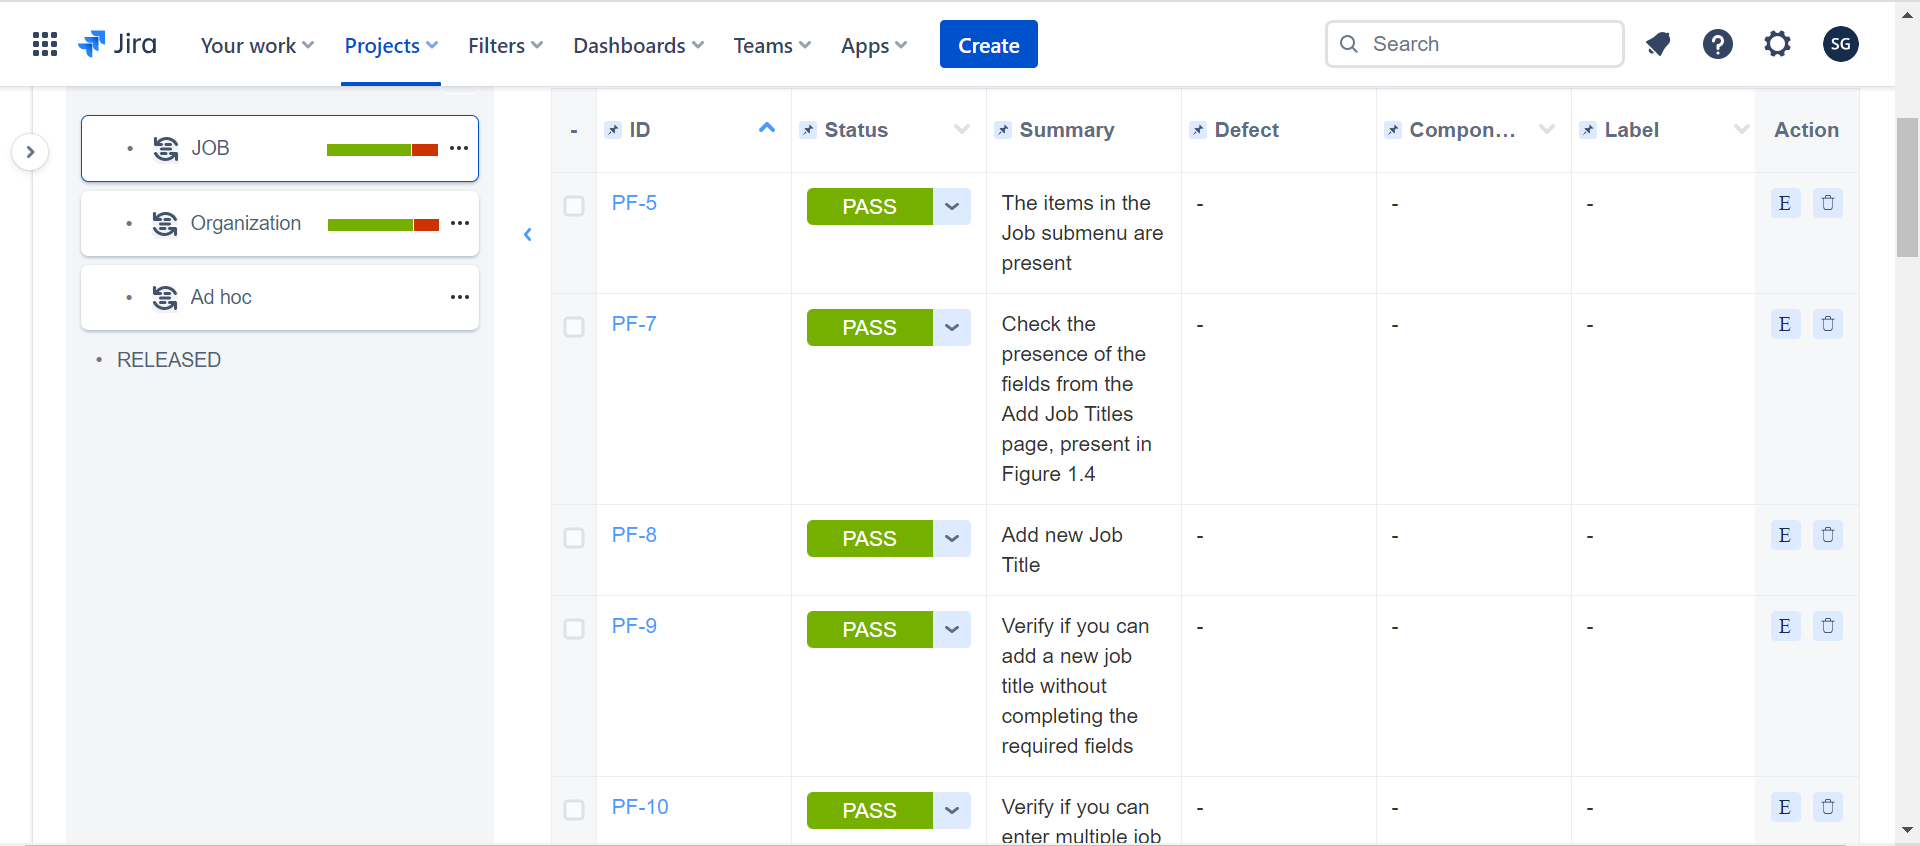 Jira Your work Projects Filters Dashboards Teams Apps Create Search SG
JOB
Organization
Ad hoc
• RELEASED
- ID Status Summary Defect Compon... Label Action
PF-5 PASS The items in the - - - E
Job submenu are
present
PF-7 PASS Check the - - - E
presence of the
fields from the
Add Job Titles
page, present in
Figure 1.4
PF-8 PASS Add new Job - - - E
Title
PF-9 PASS Verify if you can - - - E
add a new job
title without
completing the
required fields
PF-10 PASS Verify if you can - - - E
enter multiple job